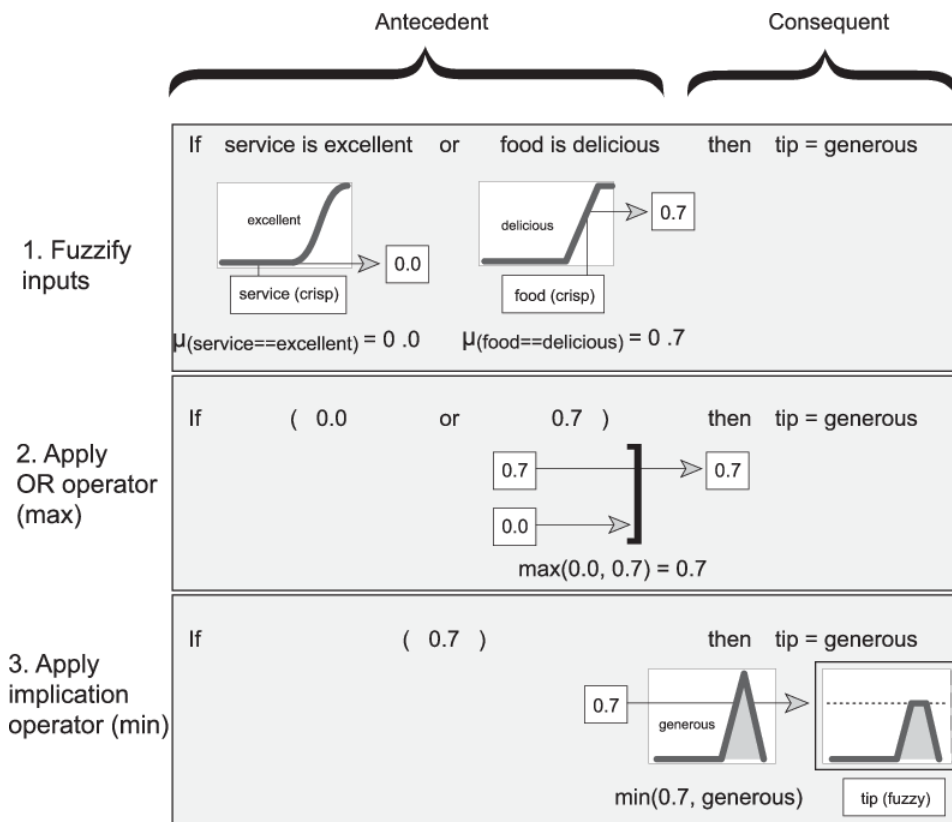 Antecedent
Consequent
If service is excellent or food is delicious then tip = generous
1. Fuzzify
inputs
excellent
0.0
service (crisp)
delicious
0.7
food (crisp)
μ(service==excellent) = 0 .0
μ(food==delicious) = 0 .7
2. Apply
OR operator
(max)
If ( 0.0 or 0.7 ) then tip = generous
0.7
0.7
0.0
max(0.0, 0.7) = 0.7
3. Apply
implication
operator (min)
If ( 0.7 ) then tip = generous
0.7
generous
min(0.7, generous)
tip (fuzzy)